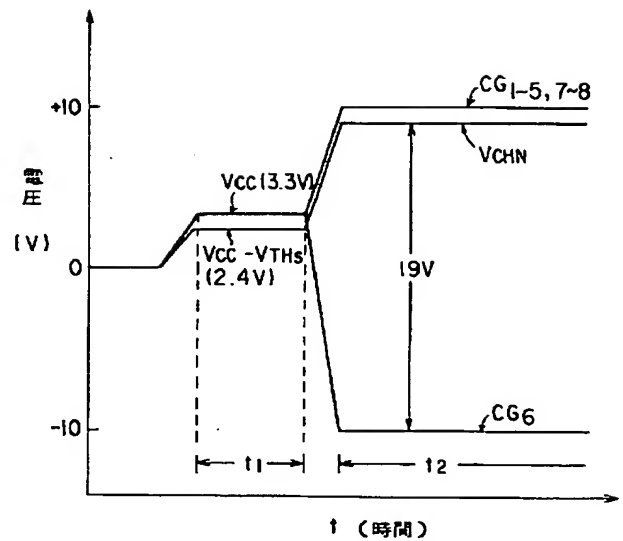 電圧
(V)
+10
0
-10
CG1-5, 7~8
VCHN
VCC(3.3V)
VCC -VTHS
(2.4V)
19V
CG6
t1
t2
t (時間)